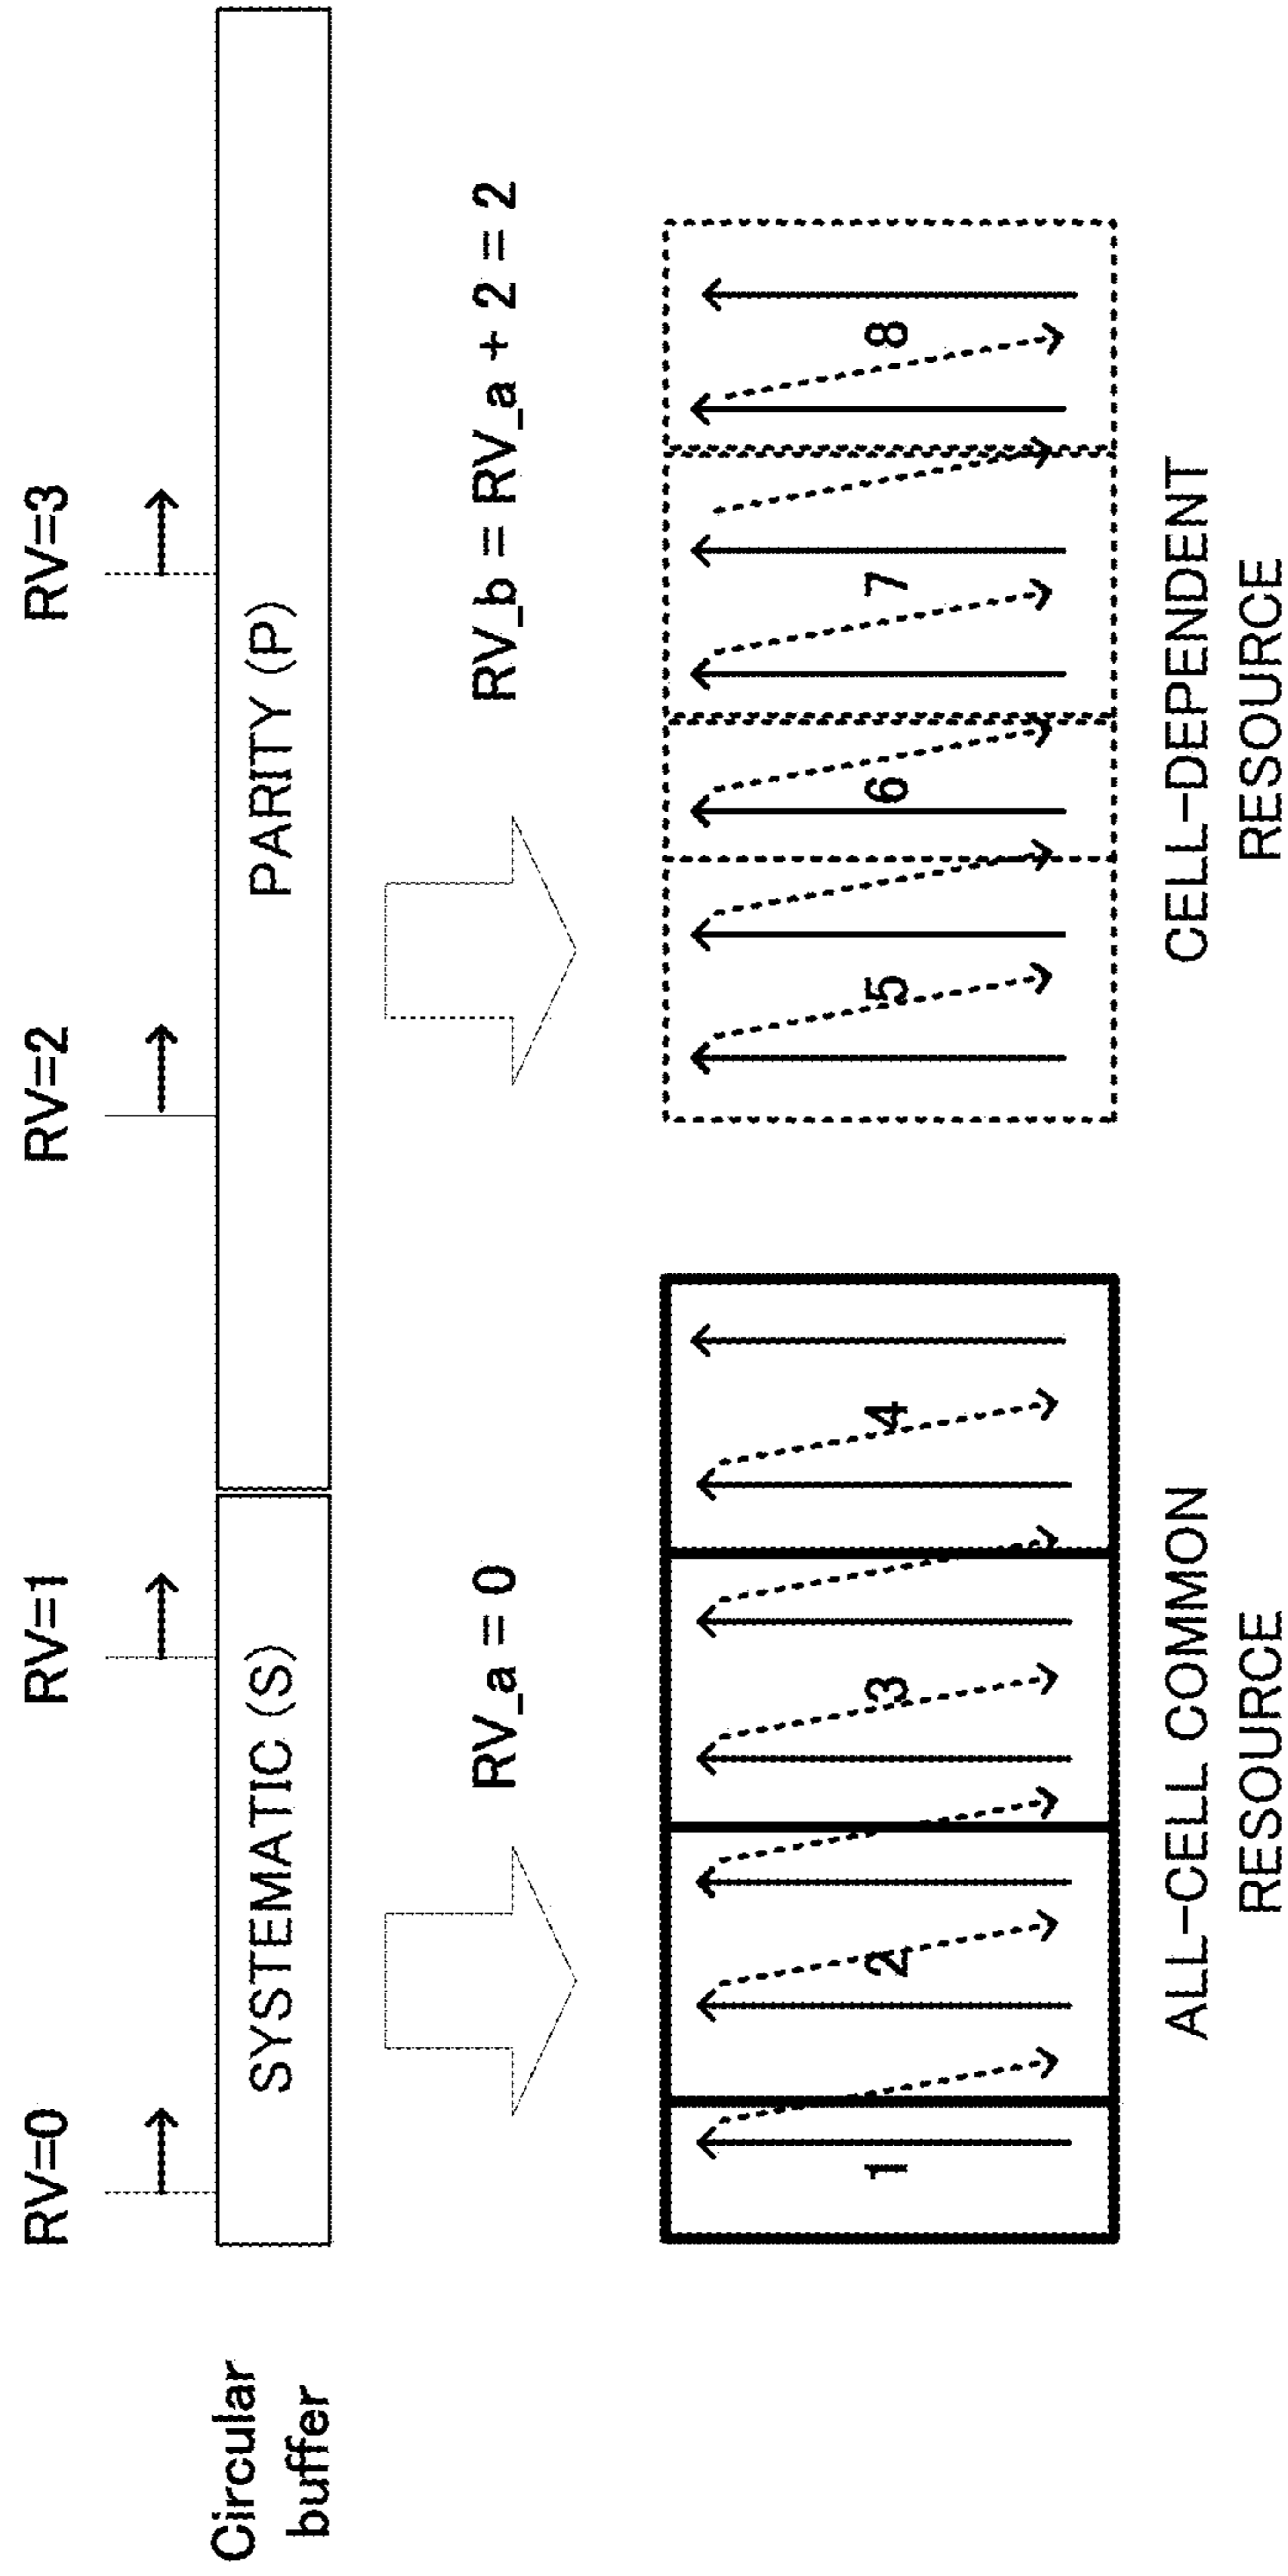 RV=0
RV=1
RV=2
RV=3
Circular
buffer
SYSTEMATIC (S)
PARITY (P)
RV_a = 0
RV_b = RV_a + 2 = 2
1
2
3
4
5
6
7
8
ALL-CELL COMMON
RESOURCE
CELL-DEPENDENT
RESOURCE